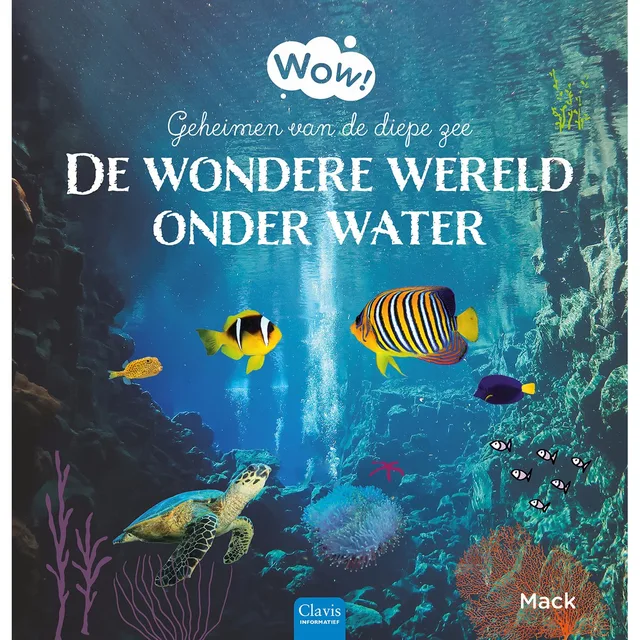 Wow!
Geheimen van de diepe zee
DE WONDERE WERELD
ONDER WATER
Mack
Clavis
INFORMATIEF